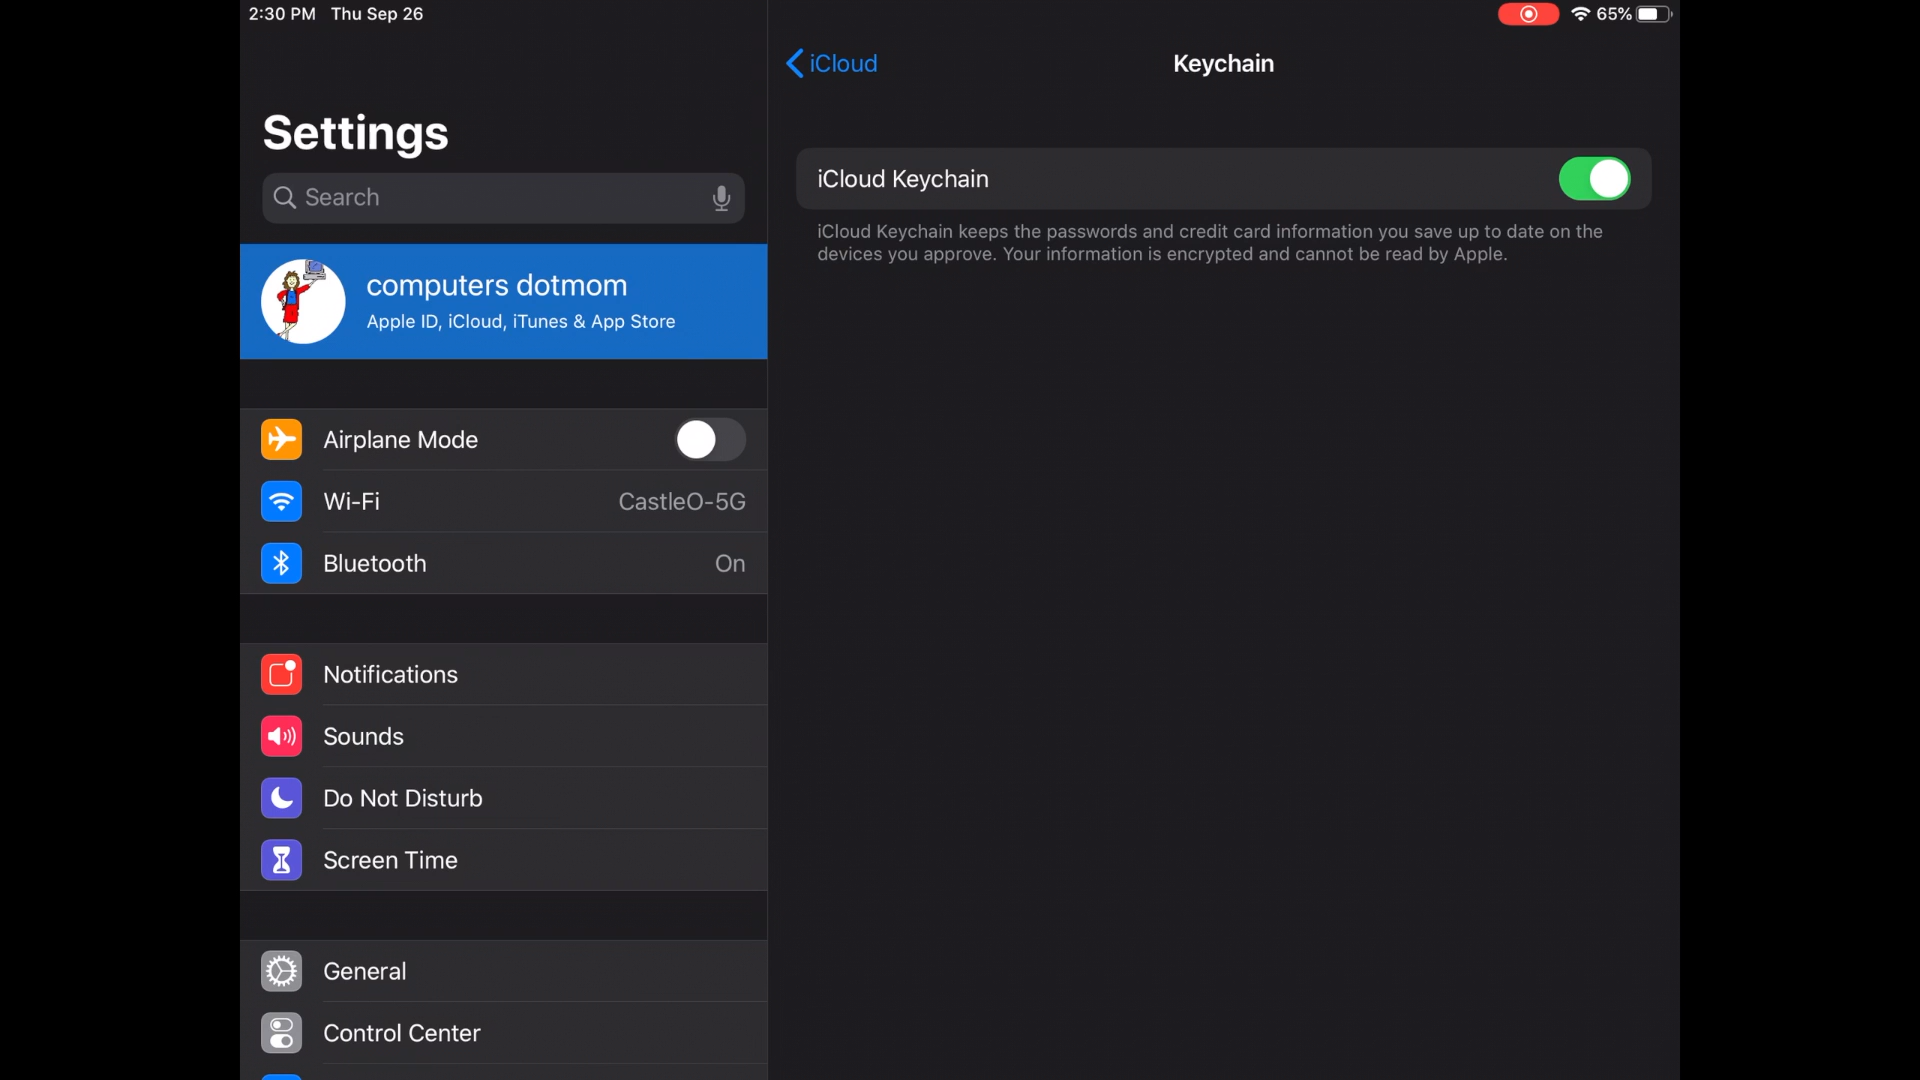 2:30 PM Thu Sep 26
65%
Settings
Search
computers dotmom
Apple ID, iCloud, iTunes & App Store
Airplane Mode
Wi-Fi CastleO-5G
Bluetooth On
Notifications
Sounds
Do Not Disturb
Screen Time
General
Control Center
iCloud
Keychain
iCloud Keychain
iCloud Keychain keeps the passwords and credit card information you save up to date on the
devices you approve. Your information is encrypted and cannot be read by Apple.